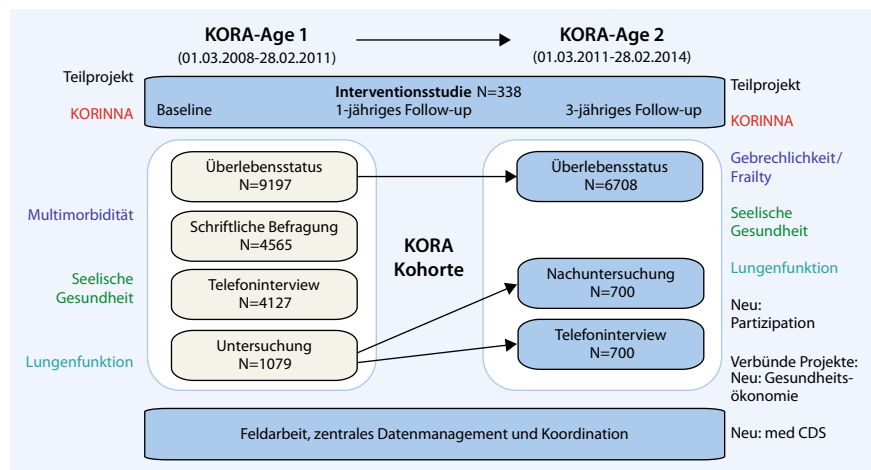 KORA-Age 1
(01.03.2008-28.02.2011)
KORA-Age 2
(01.03.2011-28.02.2014)
Teilprojekt
KORINNA
Interventionsstudie N=338
Baseline
1-jähriges Follow-up
3-jähriges Follow-up
Teilprojekt
KORINNA
Multimorbidität
Seelische
Gesundheit
Lungenfunktion
Überlebensstatus
N=9197
Schriftliche Befragung
N=4565
Telefoninterview
N=4127
Untersuchung
N=1079
KORA
Kohorte
Überlebensstatus
N=6708
Nachuntersuchung
N=700
Telefoninterview
N=700
Gebrechlichkeit/
Frailty
Seelische
Gesundheit
Lungenfunktion
Neu:
Partizipation
Verbünde Projekte:
Neu: Gesundheits-
ökonomie
Neu: med CDS
Feldarbeit, zentrales Datenmanagement und Koordination